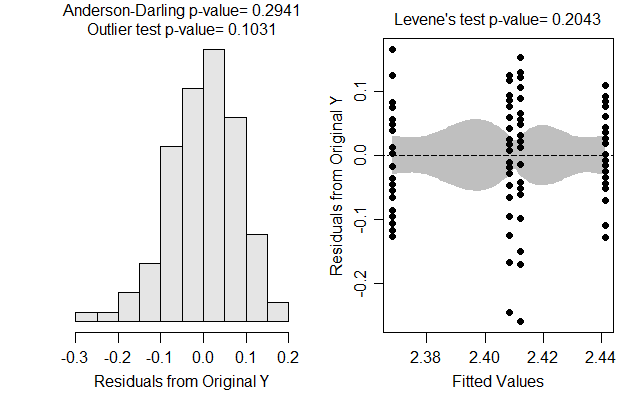 Anderson-Darling p-value= 0.2941
Outlier test p-value= 0.1031
-0.3 -0.2 -0.1 0.0 0.1 0.2
Residuals from Original Y
Levene's test p-value= 0.2043
Residuals from Original Y
0.1
0.0
-0.1
-0.2
2.38 2.40 2.42 2.44
Fitted Values